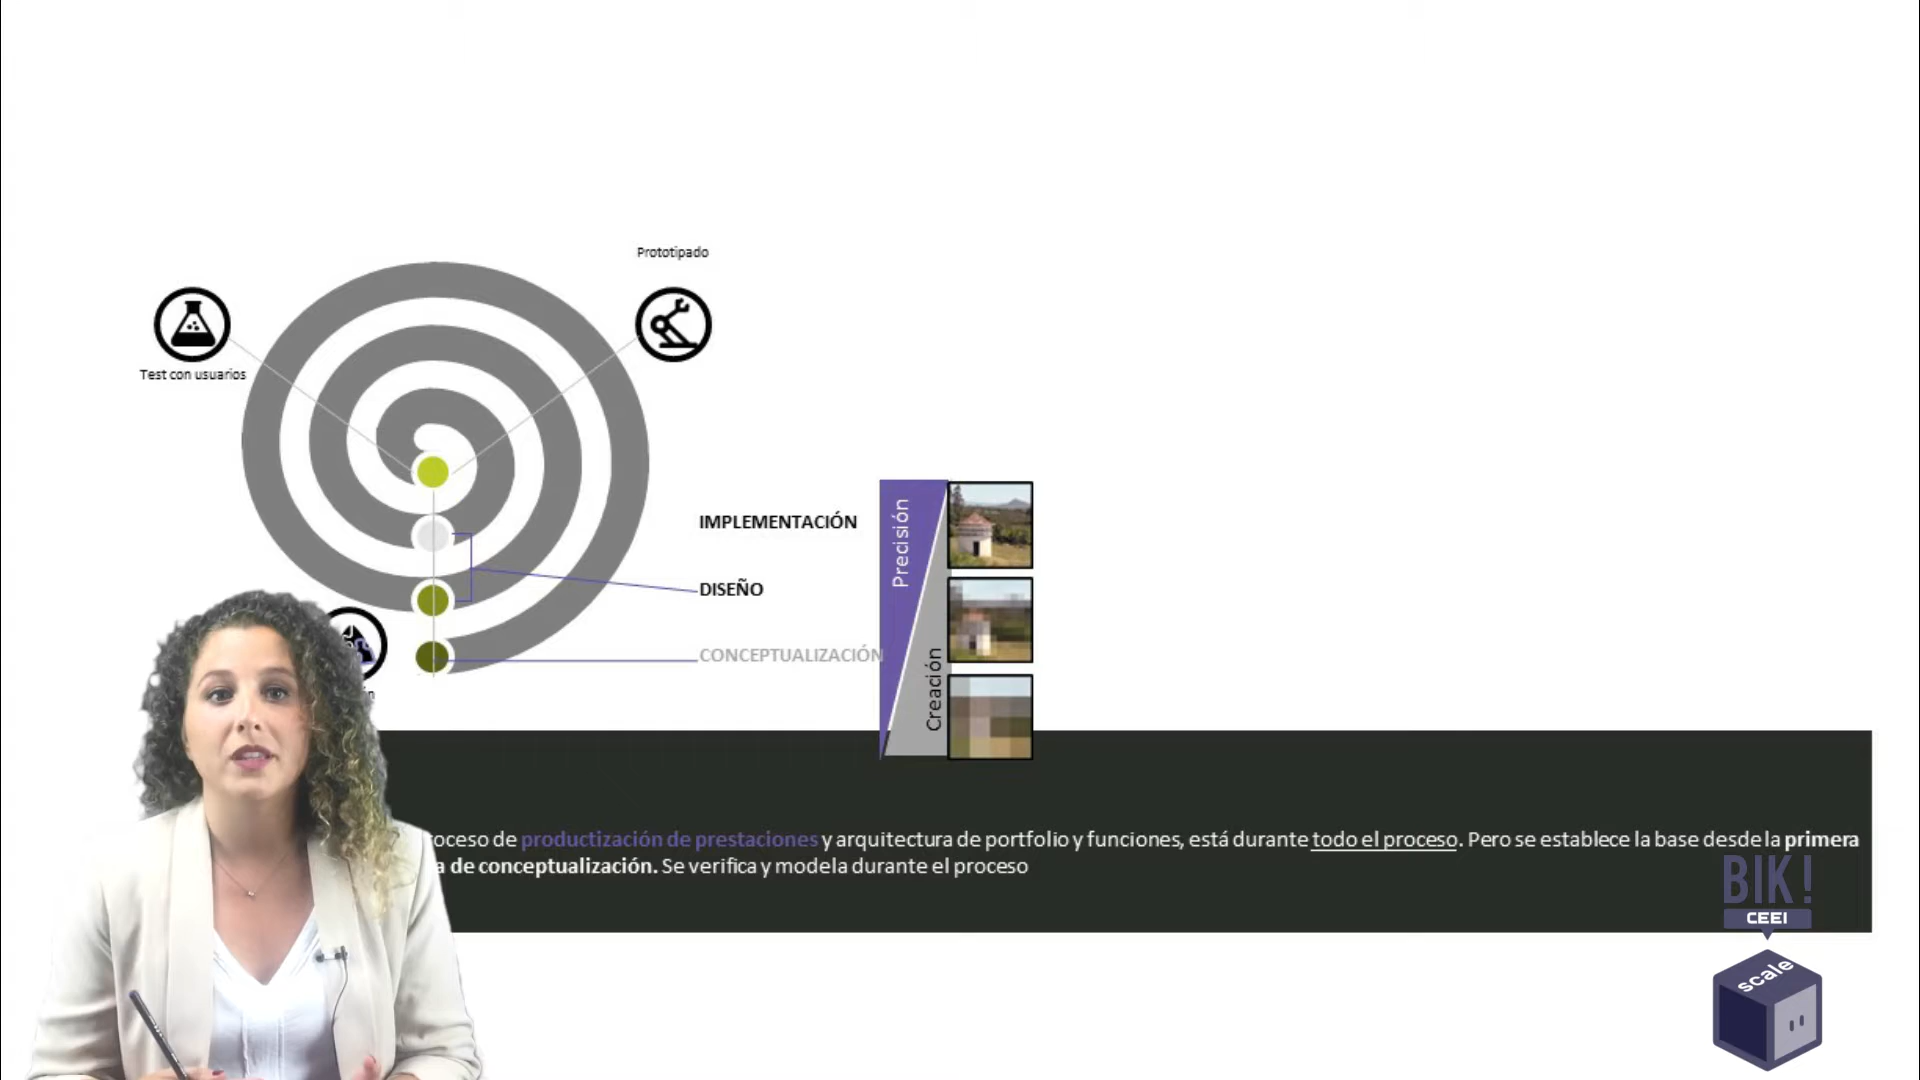 Prototipado
Test con usuarios
IMPLEMENTACIÓN
DISEÑO
CONCEPTUALIZACIÓN
Precisión
Creación
productización de prestaciones y arquitectura de portfolio y funciones, está durante todo el proceso. Pero se establece la base desde la primera
de conceptualización. Se verifica y modela durante el proceso
BIK!
CEEI
scale